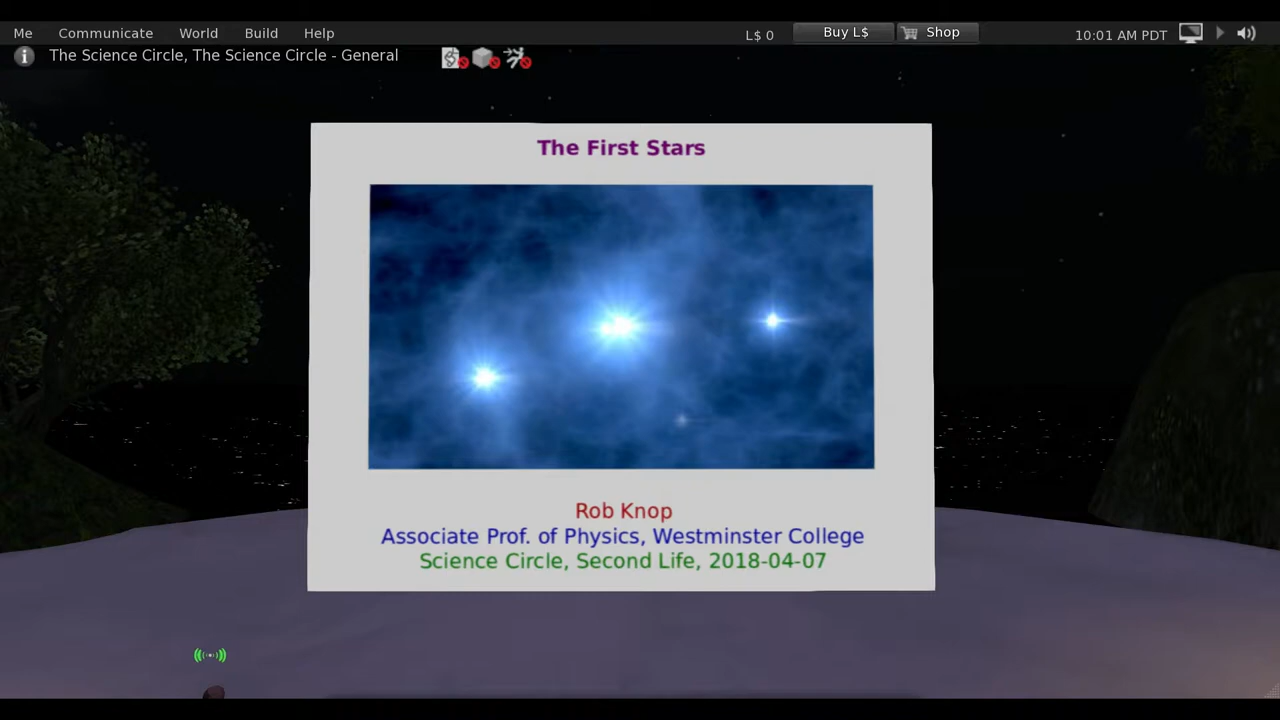 Me Communicate World Build Help L$ 0 Buy L$ Shop 10:01 AM PDT
The Science Circle, The Science Circle - General
The First Stars
Rob Knop
Associate Prof. of Physics, Westminster College
Science Circle, Second Life, 2018-04-07